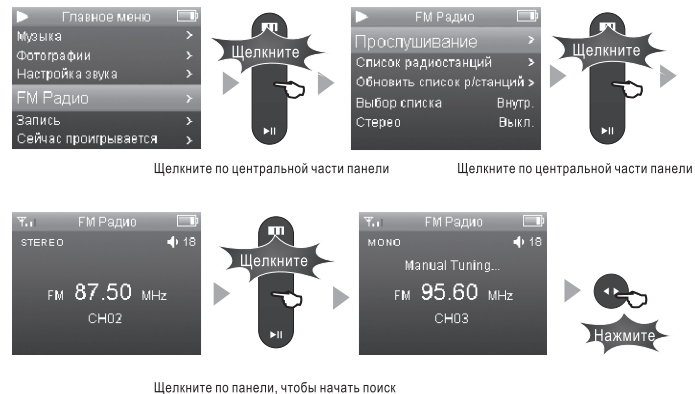 Главное меню
Музыка >
Фотографии >
Настройка звука >
FM Радио >
Запись >
Сейчас проигрывается >
Щелкните
FM Радио
Прослушивание >
Список радиостанций >
Обновить список р/станций >
Выбор списка Внутр.
Стерео Выкл.
Щелкните
Щелкните по центральной части панели
Щелкните по центральной части панели
FM Радио
STEREO 18
FM 87.50 MHz
CH02
Щелкните
FM Радио
MONO 18
Manual Tuning...
FM 95.60 MHz
CH03
Нажмите
Щелкните по панели, чтобы начать поиск